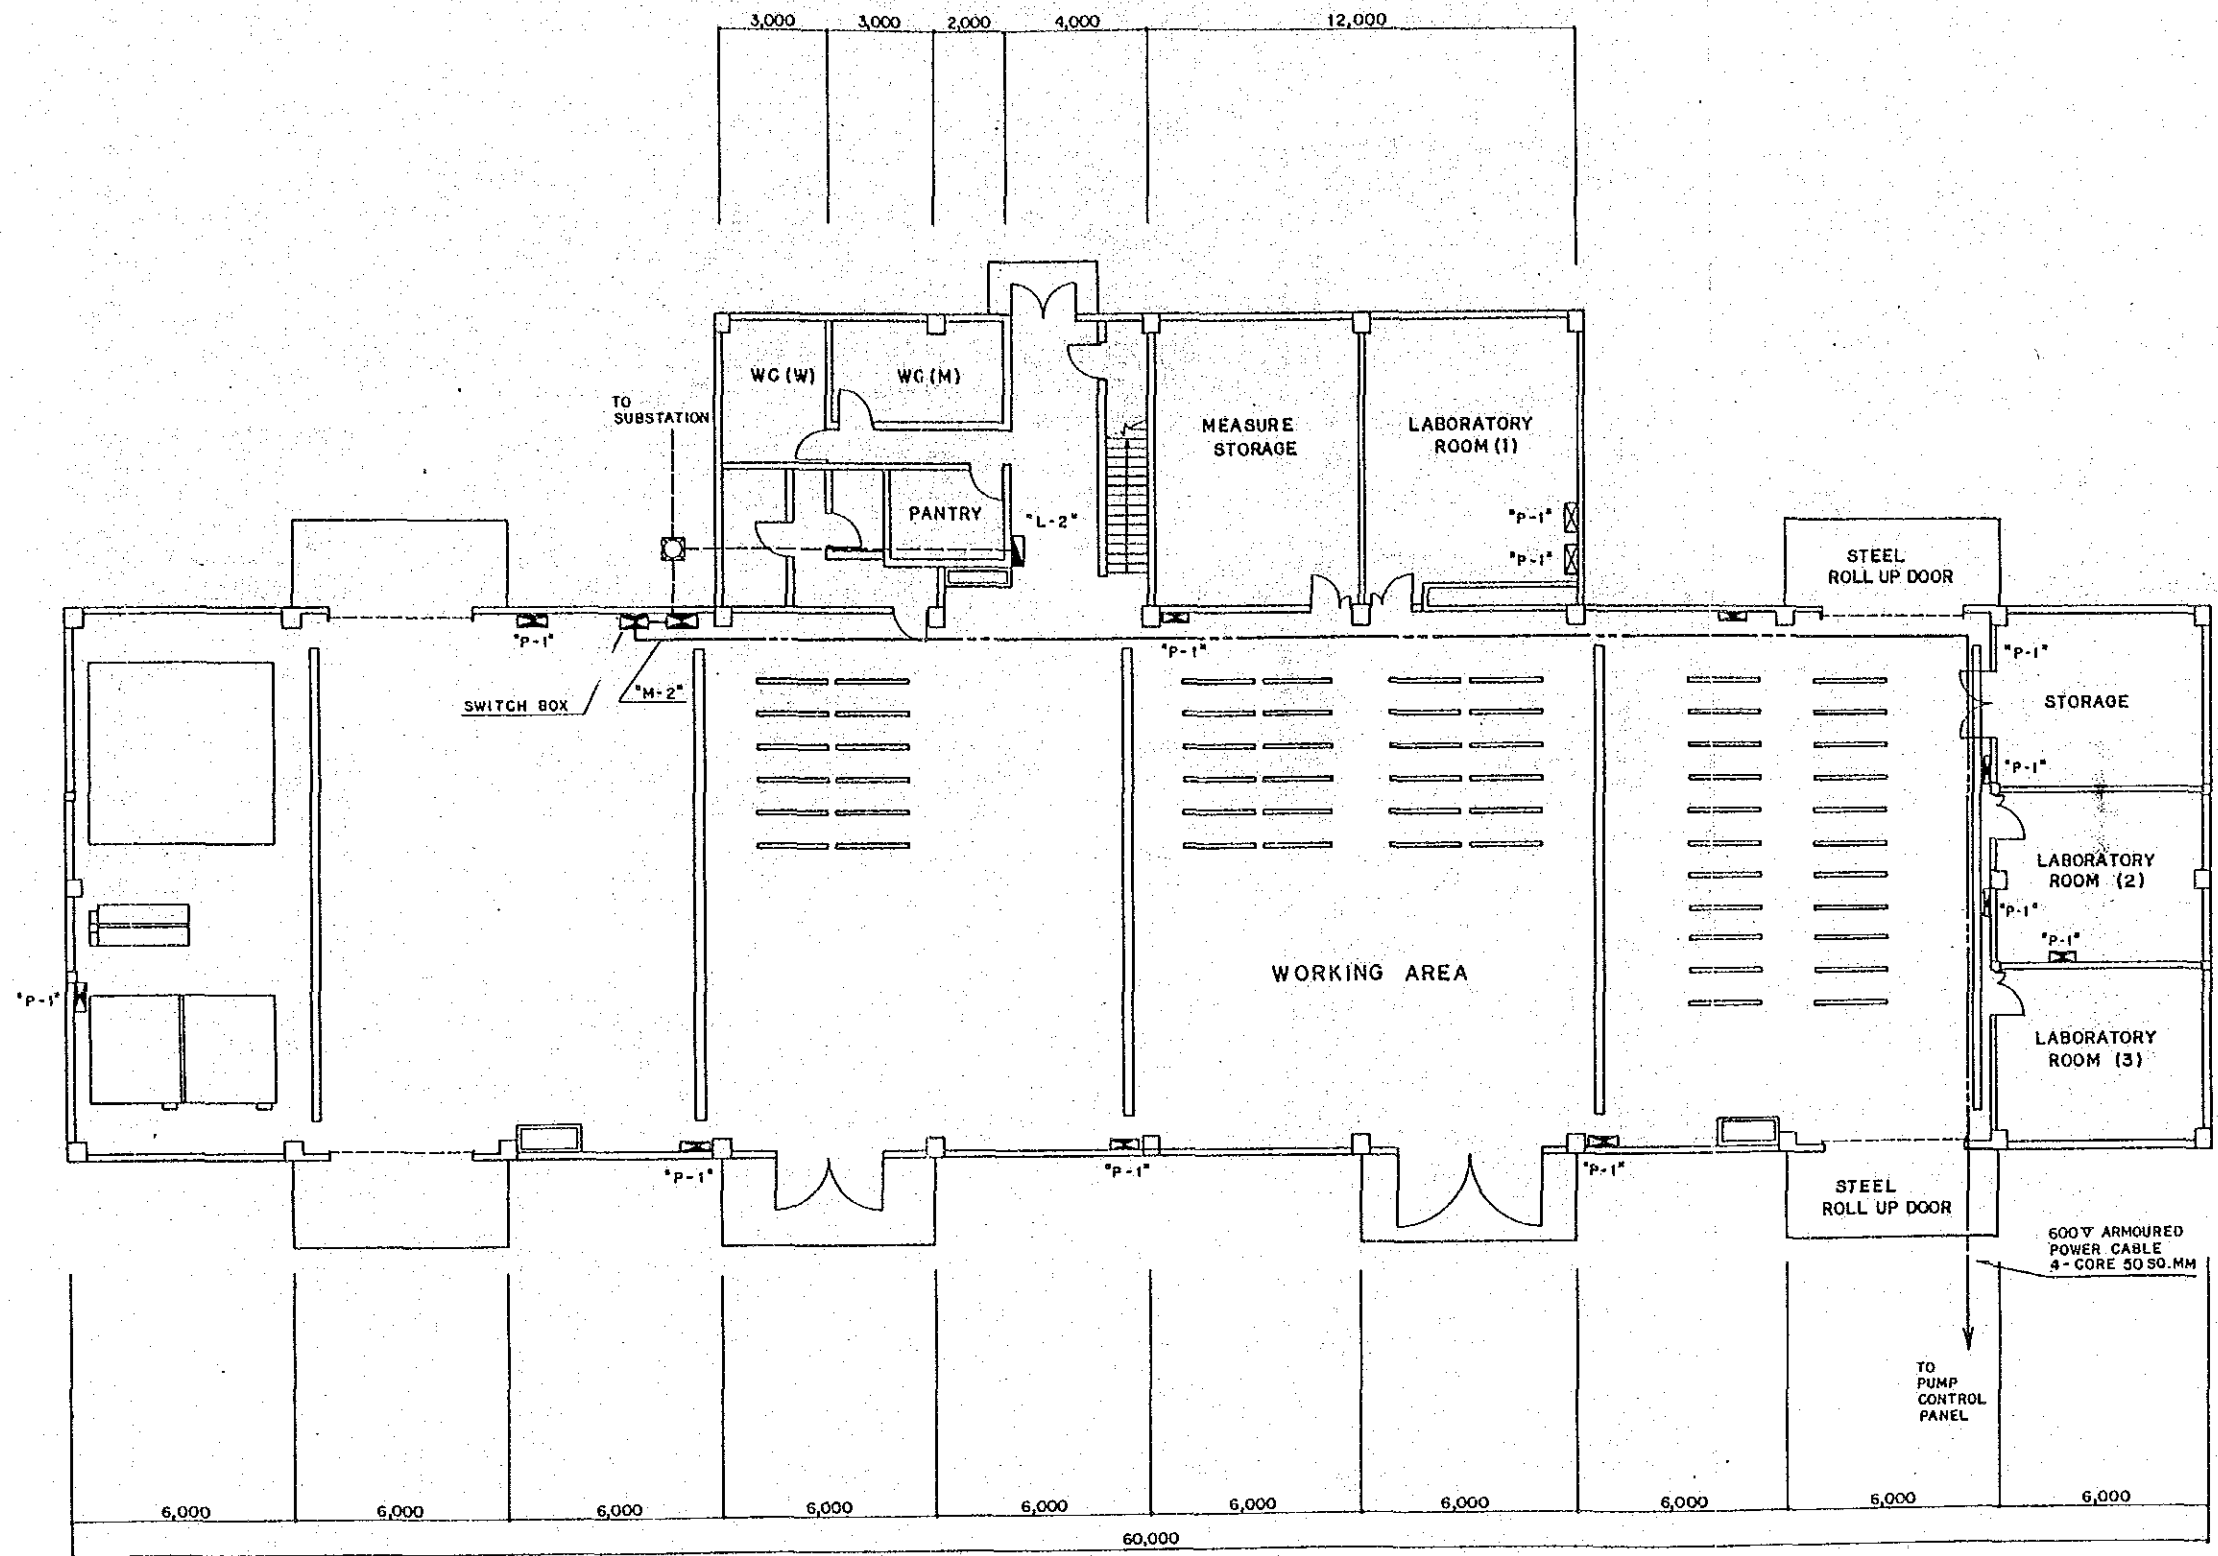 3,000 3,000 2,000 4,000 12,000
WC (W)
WC (M)
TO
SUBSTATION
MEASURE
STORAGE
LABORATORY
ROOM (1)
PANTRY
"L-2"
"P-1"
"P-1"
STEEL
ROLL UP DOOR
"P-1"
"P-1"
"P-1"
SWITCH BOX
"M-2"
STORAGE
"P-1"
LABORATORY
ROOM (2)
"P-1"
"P-1"
WORKING AREA
"P-1"
LABORATORY
ROOM (3)
"P-1"
"P-1"
"P-1"
STEEL
ROLL UP DOOR
600V ARMOURED
POWER CABLE
4-CORE 50 SQ.MM
TO
PUMP
CONTROL
PANEL
6,000 6,000 6,000 6,000 6,000 6,000 6,000 6,000 6,000 6,000
60,000